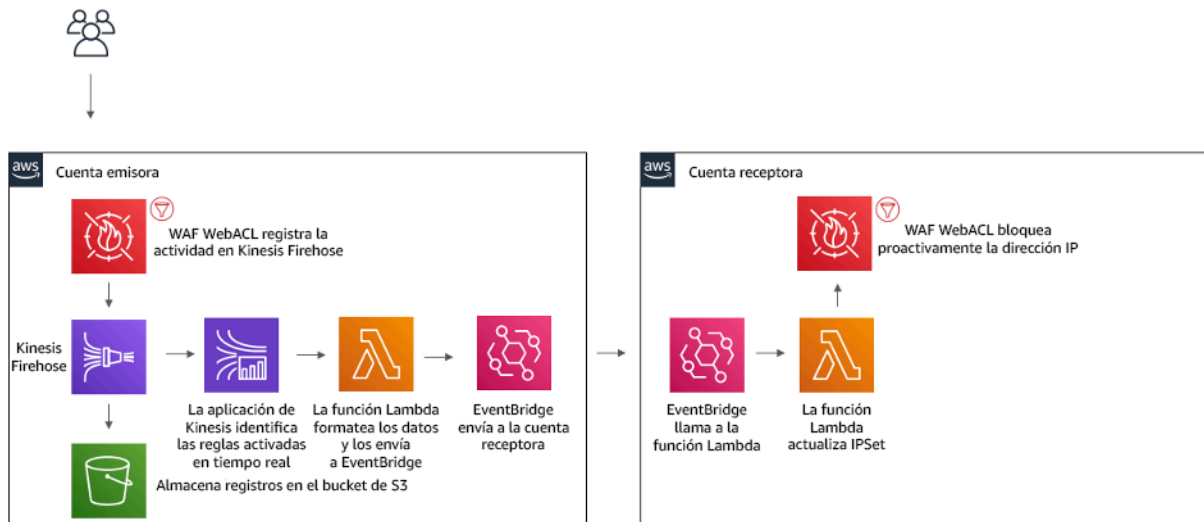 aws
Cuenta emisora
WAF WebACL registra la
actividad en Kinesis Firehose
Kinesis
Firehose
La aplicación de
Kinesis identifica
las reglas activadas
en tiempo real
La función Lambda
formatea los datos
y los envía
a EventBridge
EventBridge
envía a la cuenta
receptora
Almacena registros en el bucket de S3
aws
Cuenta receptora
WAF WebACL bloquea
proactivamente la dirección IP
EventBridge
llama a la
función Lambda
La función
Lambda
actualiza IPSet